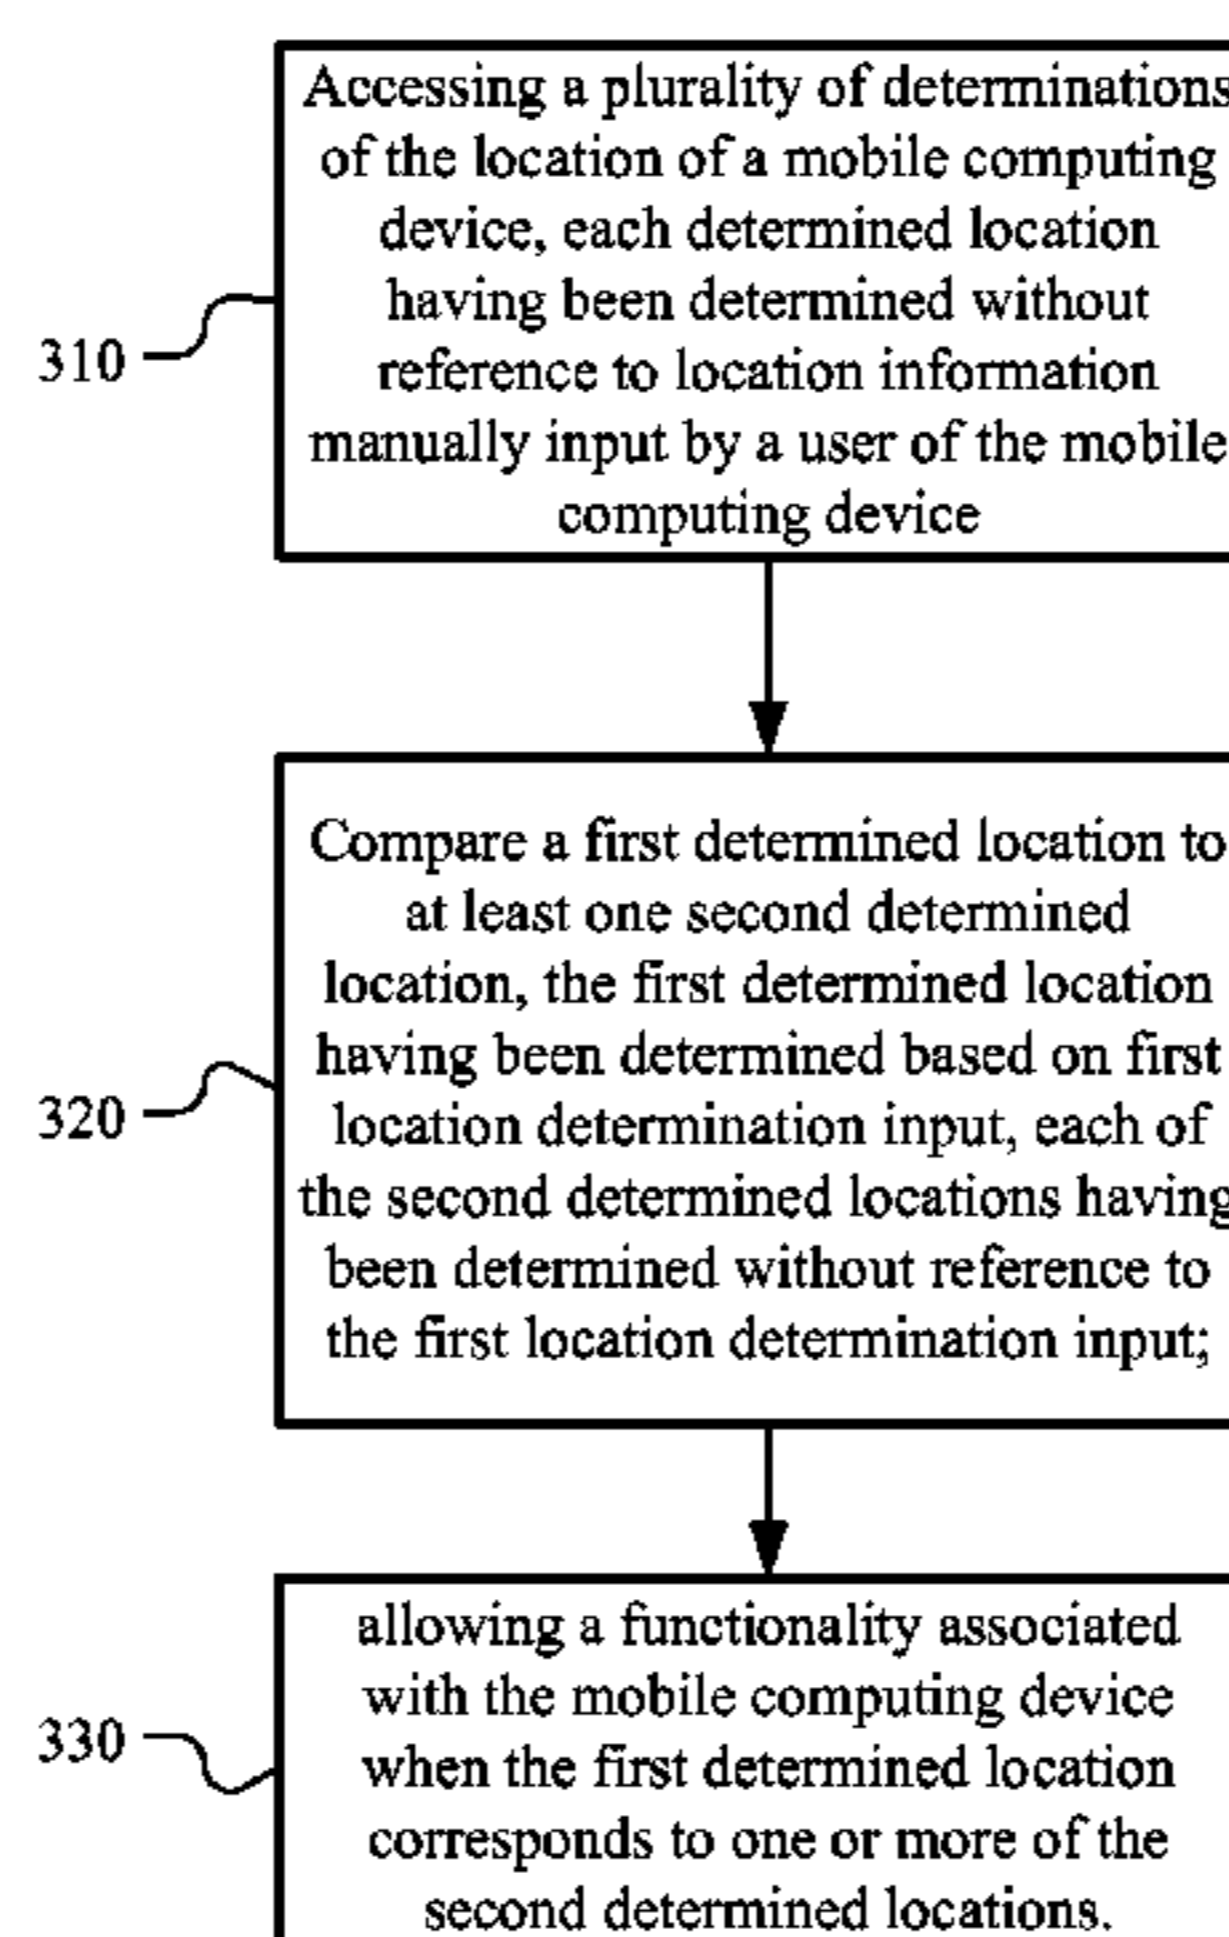 Accessing a plurality of determinations
of the location of a mobile computing
device, each determined location
having been determined without
reference to location information
manually input by a user of the mobile
computing device
310
Compare a first determined location to
at least one second determined
location, the first determined location
having been determined based on first
location determination input, each of
the second determined locations having
been determined without reference to
the first location determination input;
320
allowing a functionality associated
with the mobile computing device
when the first determined location
corresponds to one or more of the
second determined locations.
330